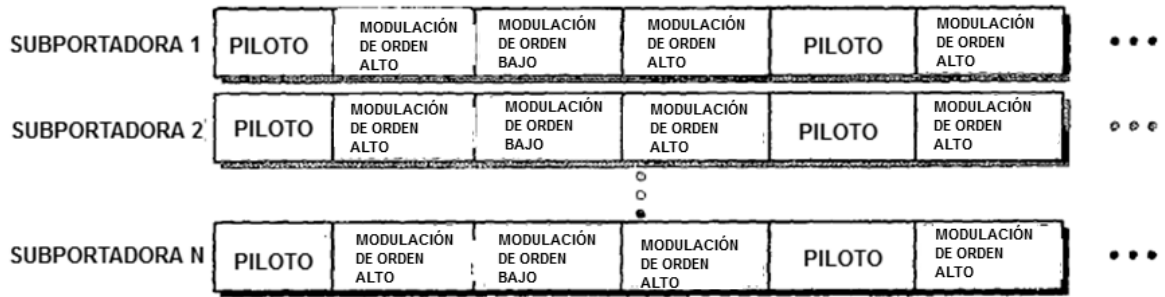 SUBPORTADORA 1
PILOTO
MODULACIÓN
DE ORDEN
ALTO
MODULACIÓN
DE ORDEN
BAJO
MODULACIÓN
DE ORDEN
ALTO
PILOTO
MODULACIÓN
DE ORDEN
ALTO
SUBPORTADORA 2
PILOTO
MODULACIÓN
DE ORDEN
ALTO
MODULACIÓN
DE ORDEN
BAJO
MODULACIÓN
DE ORDEN
ALTO
PILOTO
MODULACIÓN
DE ORDEN
ALTO
SUBPORTADORA N
PILOTO
MODULACIÓN
DE ORDEN
ALTO
MODULACIÓN
DE ORDEN
BAJO
MODULACIÓN
DE ORDEN
ALTO
PILOTO
MODULACIÓN
DE ORDEN
ALTO